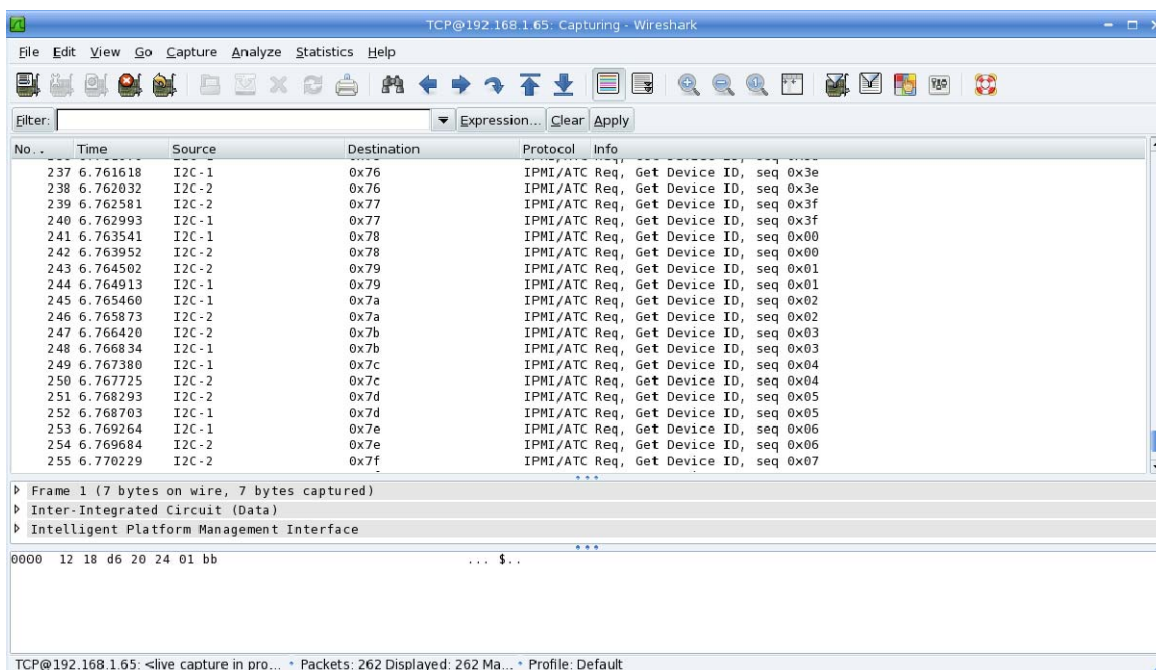 TCP@192.168.1.65: Capturing - Wireshark
File Edit View Go Capture Analyze Statistics Help
Filter: Expression... Clear Apply
No. . Time Source Destination Protocol Info
237 6.761618 I2C-1 0x76 IPMI/ATC Req, Get Device ID, seq 0x3e
238 6.762032 I2C-2 0x76 IPMI/ATC Req, Get Device ID, seq 0x3e
239 6.762581 I2C-2 0x77 IPMI/ATC Req, Get Device ID, seq 0x3f
240 6.762993 I2C-1 0x77 IPMI/ATC Req, Get Device ID, seq 0x3f
241 6.763541 I2C-1 0x78 IPMI/ATC Req, Get Device ID, seq 0x00
242 6.763952 I2C-2 0x78 IPMI/ATC Req, Get Device ID, seq 0x00
243 6.764502 I2C-2 0x79 IPMI/ATC Req, Get Device ID, seq 0x01
244 6.764913 I2C-1 0x79 IPMI/ATC Req, Get Device ID, seq 0x01
245 6.765460 I2C-1 0x7a IPMI/ATC Req, Get Device ID, seq 0x02
246 6.765873 I2C-2 0x7a IPMI/ATC Req, Get Device ID, seq 0x02
247 6.766420 I2C-2 0x7b IPMI/ATC Req, Get Device ID, seq 0x03
248 6.766834 I2C-1 0x7b IPMI/ATC Req, Get Device ID, seq 0x03
249 6.767380 I2C-1 0x7c IPMI/ATC Req, Get Device ID, seq 0x04
250 6.767725 I2C-2 0x7c IPMI/ATC Req, Get Device ID, seq 0x04
251 6.768293 I2C-2 0x7d IPMI/ATC Req, Get Device ID, seq 0x05
252 6.768703 I2C-1 0x7d IPMI/ATC Req, Get Device ID, seq 0x05
253 6.769264 I2C-1 0x7e IPMI/ATC Req, Get Device ID, seq 0x06
254 6.769684 I2C-2 0x7e IPMI/ATC Req, Get Device ID, seq 0x06
255 6.770229 I2C-2 0x7f IPMI/ATC Req, Get Device ID, seq 0x07
Frame 1 (7 bytes on wire, 7 bytes captured)
Inter-Integrated Circuit (Data)
Intelligent Platform Management Interface
0000 12 18 d6 20 24 01 bb ... $..
TCP@192.168.1.65: <live capture in pro... Packets: 262 Displayed: 262 Ma... Profile: Default